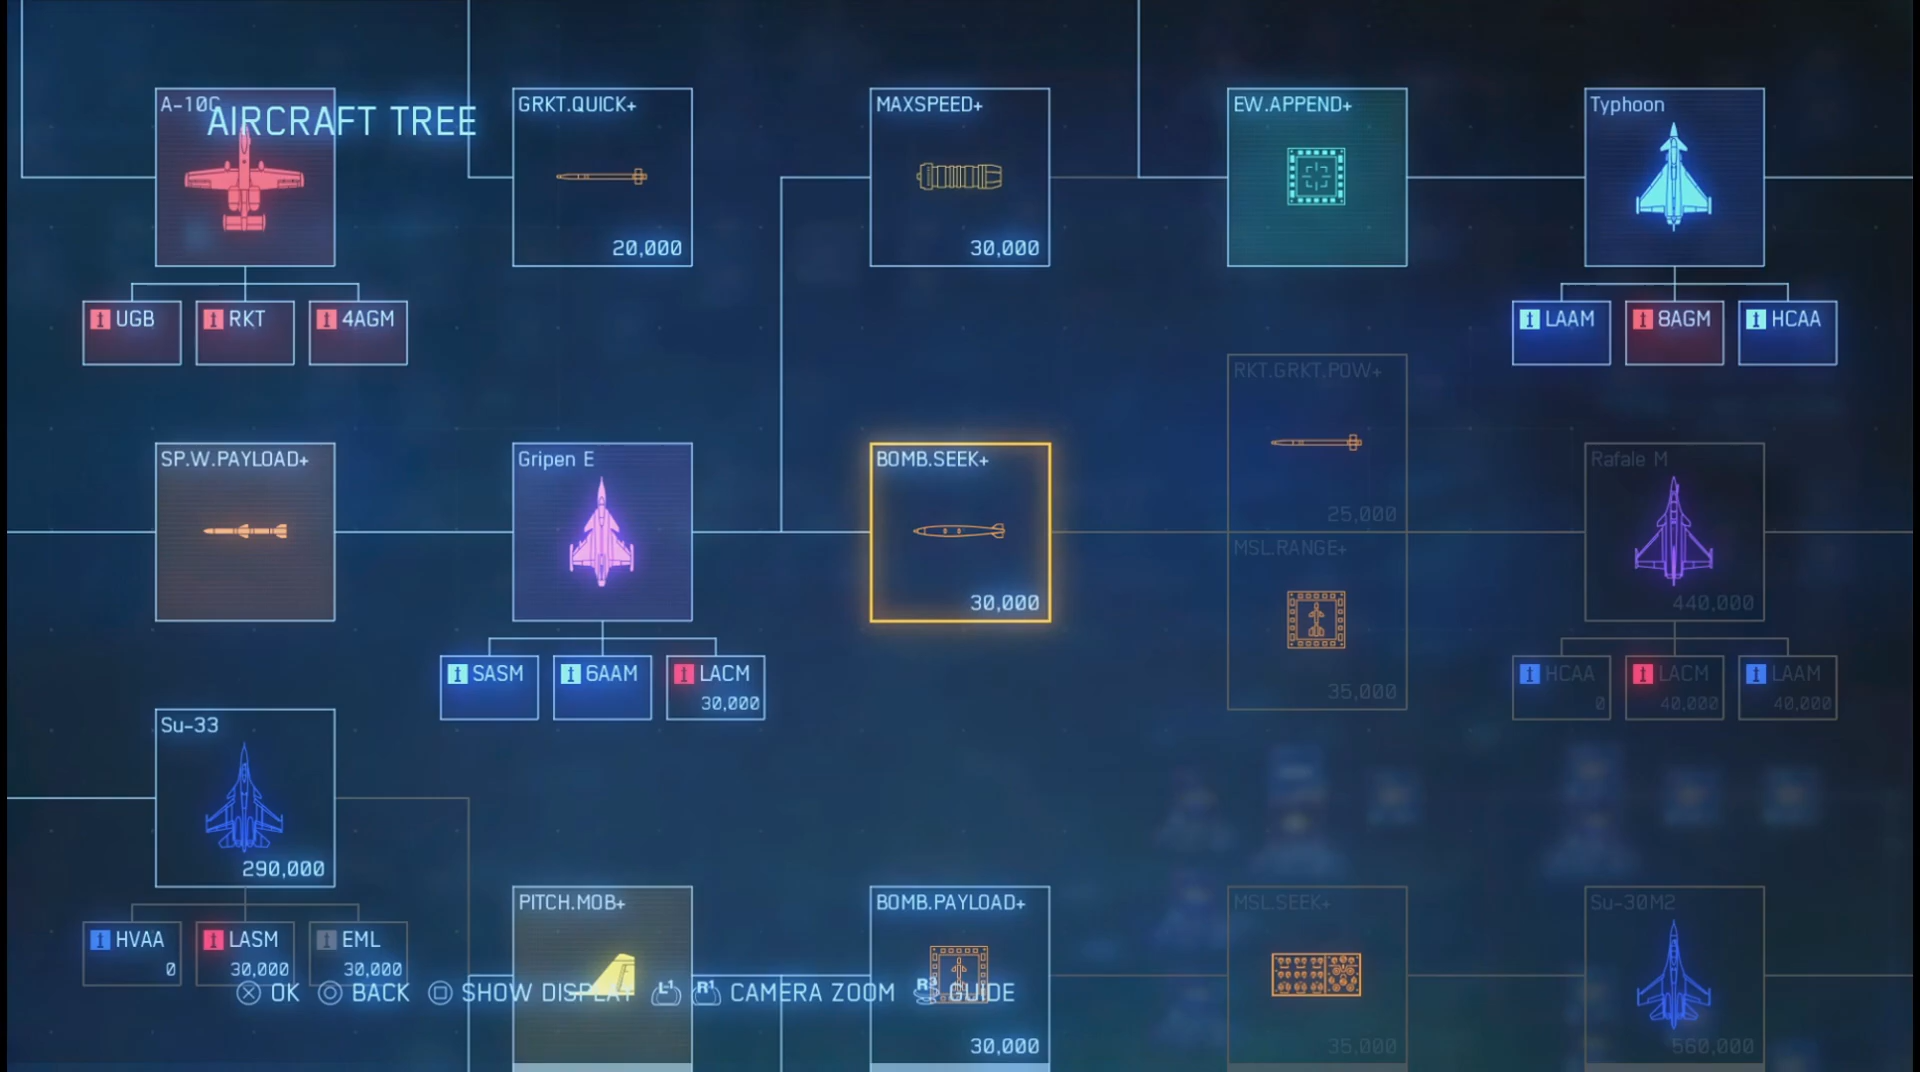 A-10C
AIRCRAFT TREE
GRKT.QUICK+
MAXSPEED+
EW.APPEND+
Typhoon
20,000
30,000
UGB
RKT
4AGM
LAAM
8AGM
HCAA
RKT.GRKT.POW+
25,000
SP.W.PAYLOAD+
Gripen E
BOMB.SEEK+
30,000
MSL.RANGE+
35,000
Rafale M
440,000
SASM
6AAM
LACM
30,000
HCAA
0
LACM
40,000
LAAM
40,000
Su-33
290,000
HVAA
0
LASM
30,000
EML
30,000
PITCH.MOB+
BOMB.PAYLOAD+
30,000
MSL.SEEK+
35,000
Su-30M2
560,000
OK
BACK
SHOW DISPLAY
L1
R1
CAMERA ZOOM
R3
GUIDE